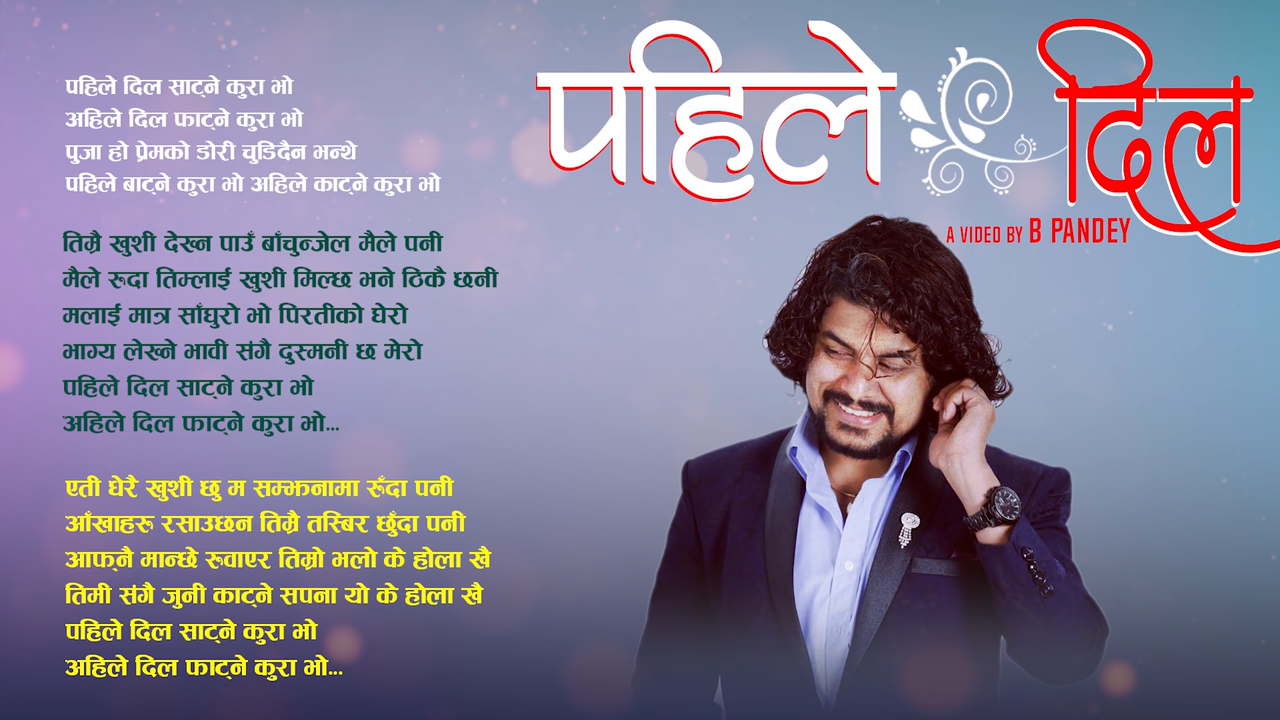 पहिले दिल
A VIDEO BY B PANDEY
पहिले दिल साट्ने कुरा भो
अहिले दिल फाट्ने कुरा भो
पुजा हो प्रेमको डोरी चुडिदैन भन्थे
पहिले बाट्ने कुरा भो अहिले काट्ने कुरा भो
तिम्रै खुशी देख्न पाउँ बाँचुन्जेल मैले पनी
मैले रुदा तिम्लाई खुशी मिल्छ भने ठिकै छनी
मलाई मात्र साँघुरो भो पिरतीको घेरो
भाग्य लेख्ने भावी संगै दुस्मनी छ मेरो
पहिले दिल साट्ने कुरा भो
अहिले दिल फाट्ने कुरा भो...
एती धेरै खुशी छु म सम्झनामा रुँदा पनी
आँखाहरु रसाउछन तिम्रै तस्बिर छुँदा पनी
आफ्नै मान्छे रुवाएर तिम्रो भलो के होला खै
तिमी संगै जुनी काट्ने सपना यो के होला खै
पहिले दिल साट्ने कुरा भो
अहिले दिल फाट्ने कुरा भो...